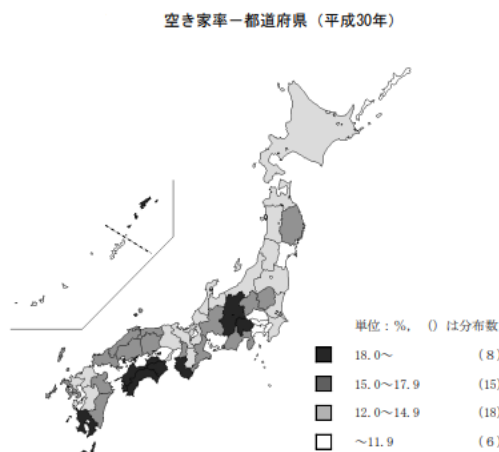 空き家率－都道府県（平成30年）
単位：%， （）は分布数
18.0～ (8)
15.0～17.9 (15)
12.0～14.9 (18)
～11.9 (6)